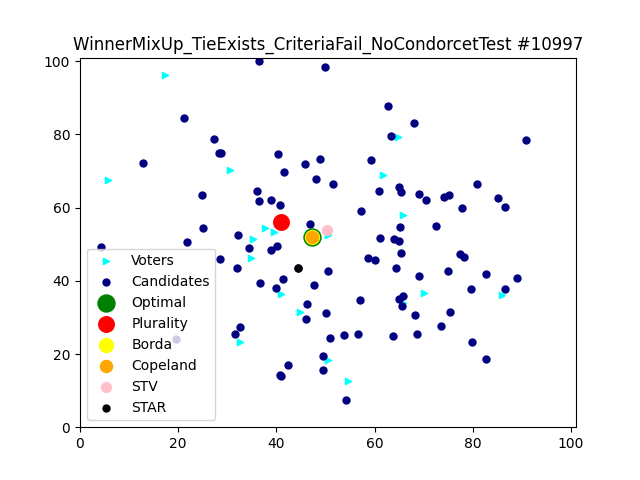 WinnerMixUp_TieExists_CriteriaFail_NoCondorcetTest #10997
100
80
60
40
20
0
Voters
Candidates
Optimal
Plurality
Borda
Copeland
STV
STAR
0 20 40 60 80 100